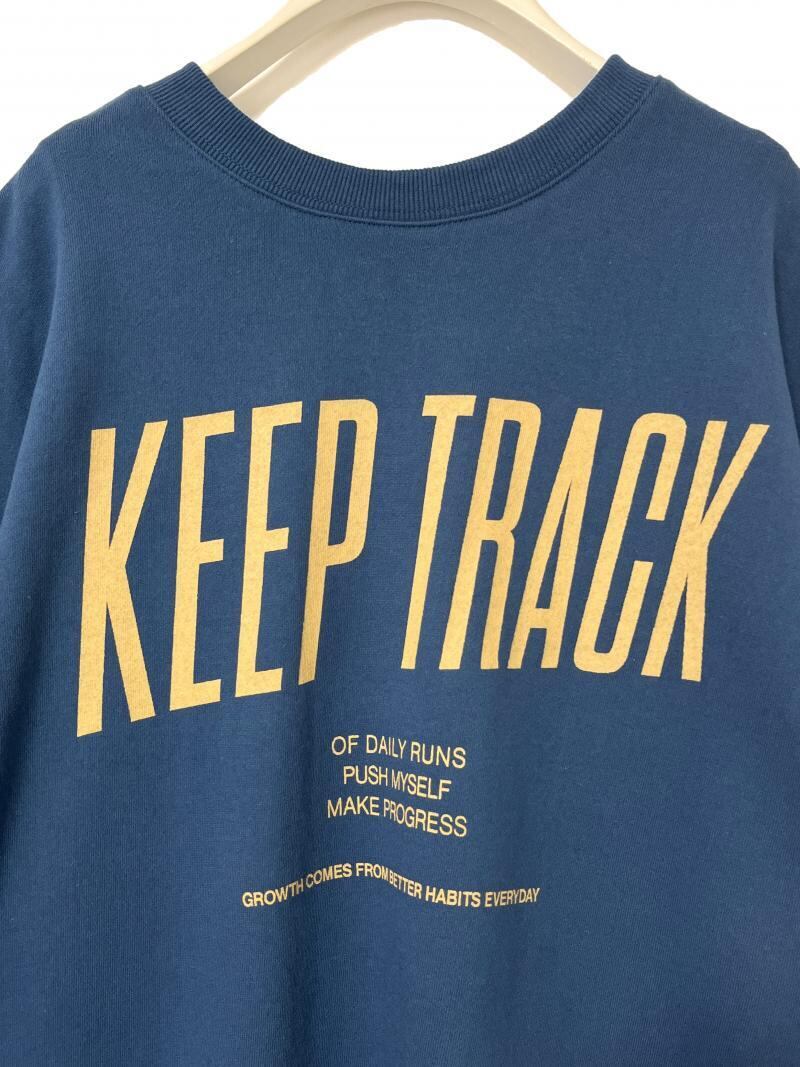 KEEP TRACK
OF DAILY RUNS
PUSH MYSELF
MAKE PROGRESS
GROWTH COMES FROM BETTER HABITS EVERYDAY